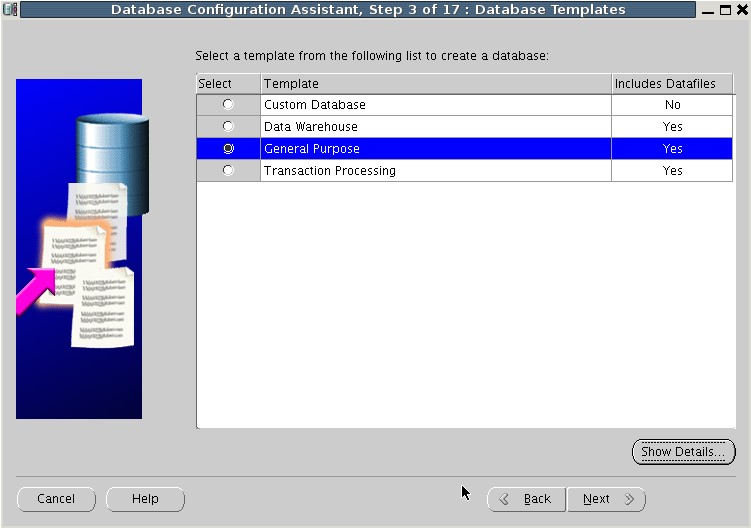 Database Configuration Assistant, Step 3 of 17 : Database Templates
Select a template from the following list to create a database:
Select Template Includes Datafiles
Custom Database No
Data Warehouse Yes
General Purpose Yes
Transaction Processing Yes
Show Details...
Cancel Help Back Next